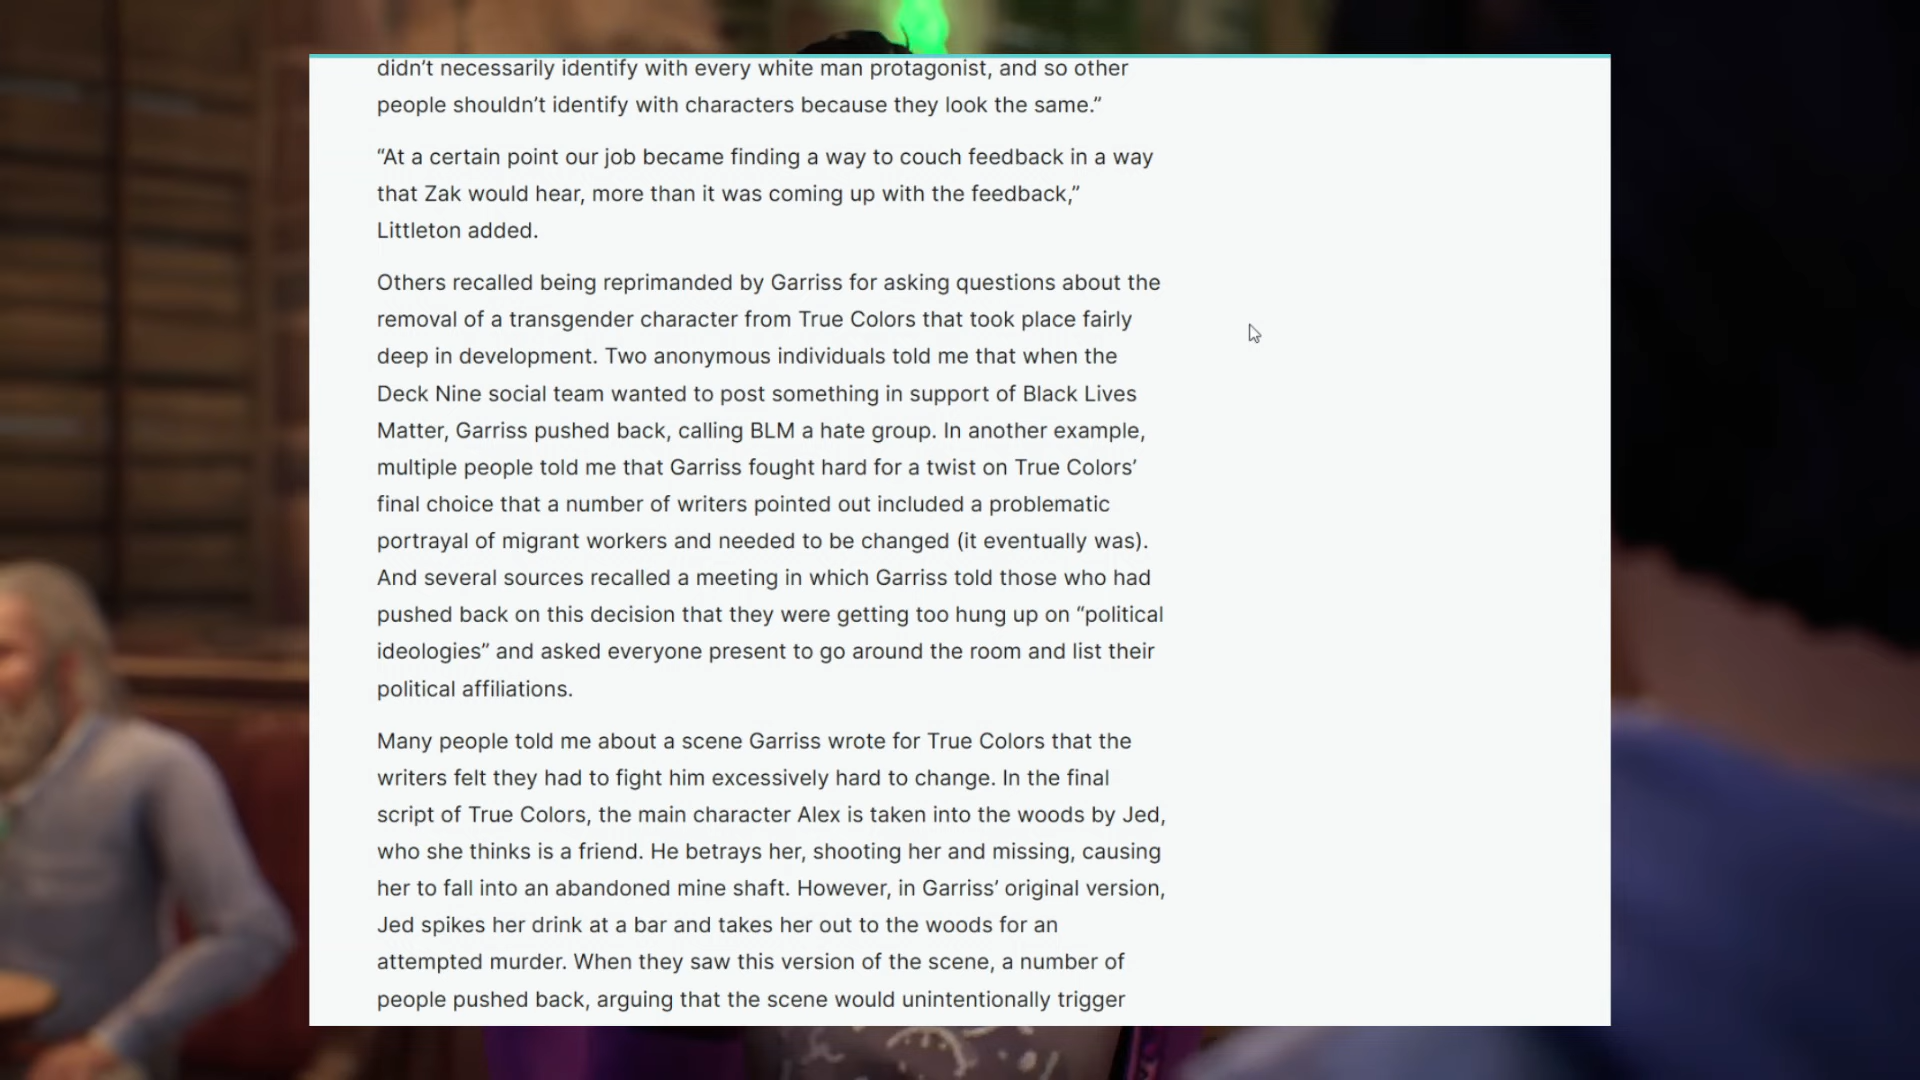 didn’t necessarily identify with every white man protagonist, and so other
people shouldn’t identify with characters because they look the same.”
“At a certain point our job became finding a way to couch feedback in a way
that Zak would hear, more than it was coming up with the feedback,”
Littleton added.
Others recalled being reprimanded by Garriss for asking questions about the
removal of a transgender character from True Colors that took place fairly
deep in development. Two anonymous individuals told me that when the
Deck Nine social team wanted to post something in support of Black Lives
Matter, Garriss pushed back, calling BLM a hate group. In another example,
multiple people told me that Garriss fought hard for a twist on True Colors’
final choice that a number of writers pointed out included a problematic
portrayal of migrant workers and needed to be changed (it eventually was).
And several sources recalled a meeting in which Garriss told those who had
pushed back on this decision that they were getting too hung up on “political
ideologies” and asked everyone present to go around the room and list their
political affiliations.
Many people told me about a scene Garriss wrote for True Colors that the
writers felt they had to fight him excessively hard to change. In the final
script of True Colors, the main character Alex is taken into the woods by Jed,
who she thinks is a friend. He betrays her, shooting her and missing, causing
her to fall into an abandoned mine shaft. However, in Garriss’ original version,
Jed spikes her drink at a bar and takes her out to the woods for an
attempted murder. When they saw this version of the scene, a number of
people pushed back, arguing that the scene would unintentionally trigger